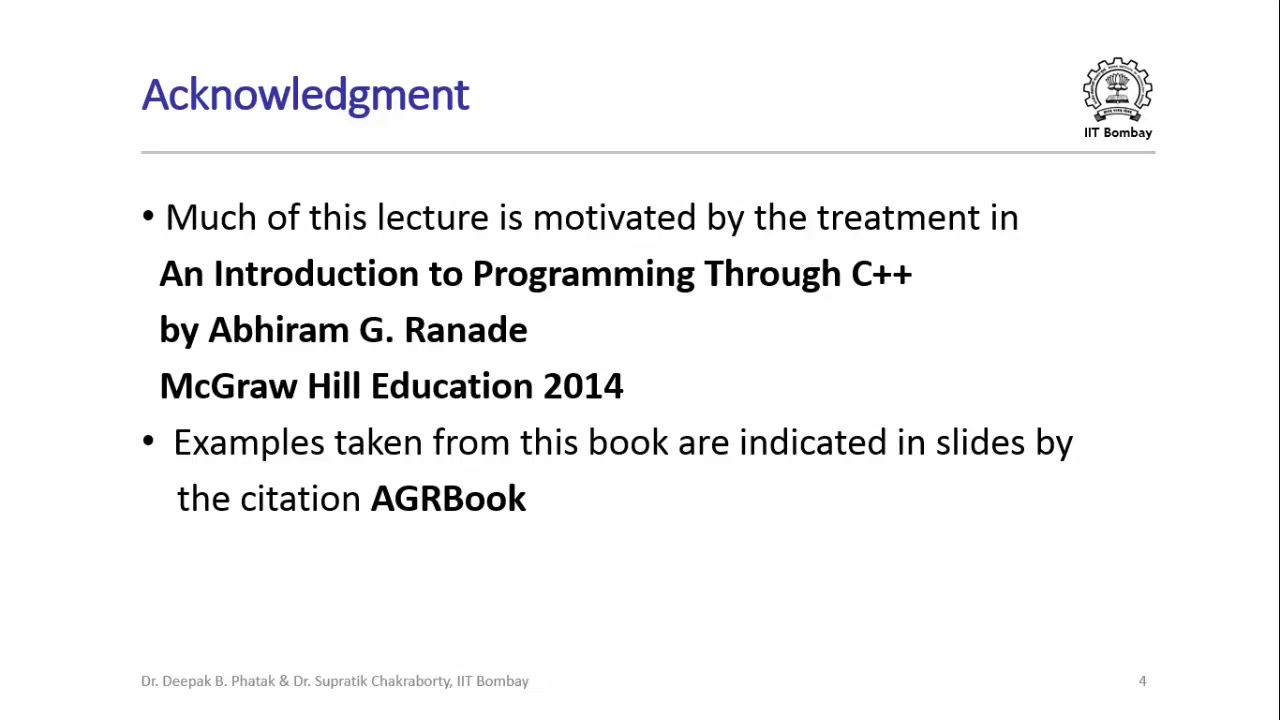 Acknowledgment
IIT Bombay
• Much of this lecture is motivated by the treatment in
An Introduction to Programming Through C++
by Abhiram G. Ranade
McGraw Hill Education 2014
• Examples taken from this book are indicated in slides by
the citation AGRBook
Dr. Deepak B. Phatak & Dr. Supratik Chakraborty, IIT Bombay
4